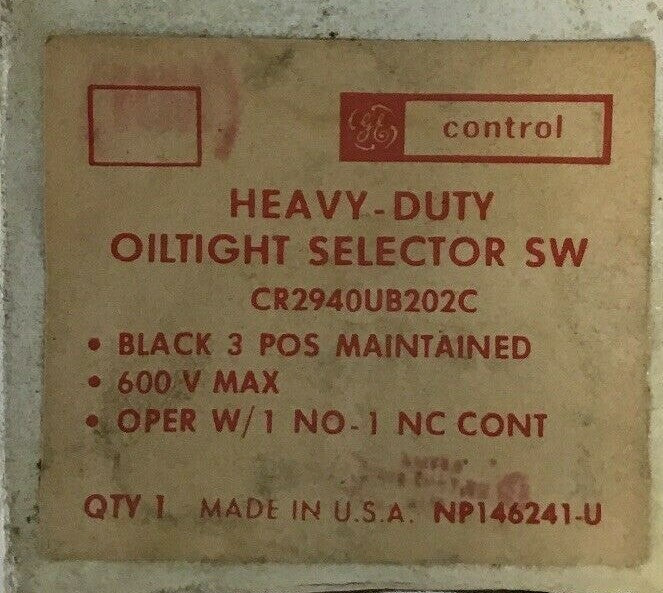 GE control
HEAVY-DUTY
OILTIGHT SELECTOR SW
CR2940UB202C
• BLACK 3 POS MAINTAINED
• 600 V MAX
• OPER W/1 NO-1 NC CONT
QTY 1 MADE IN U.S.A. NP146241-U